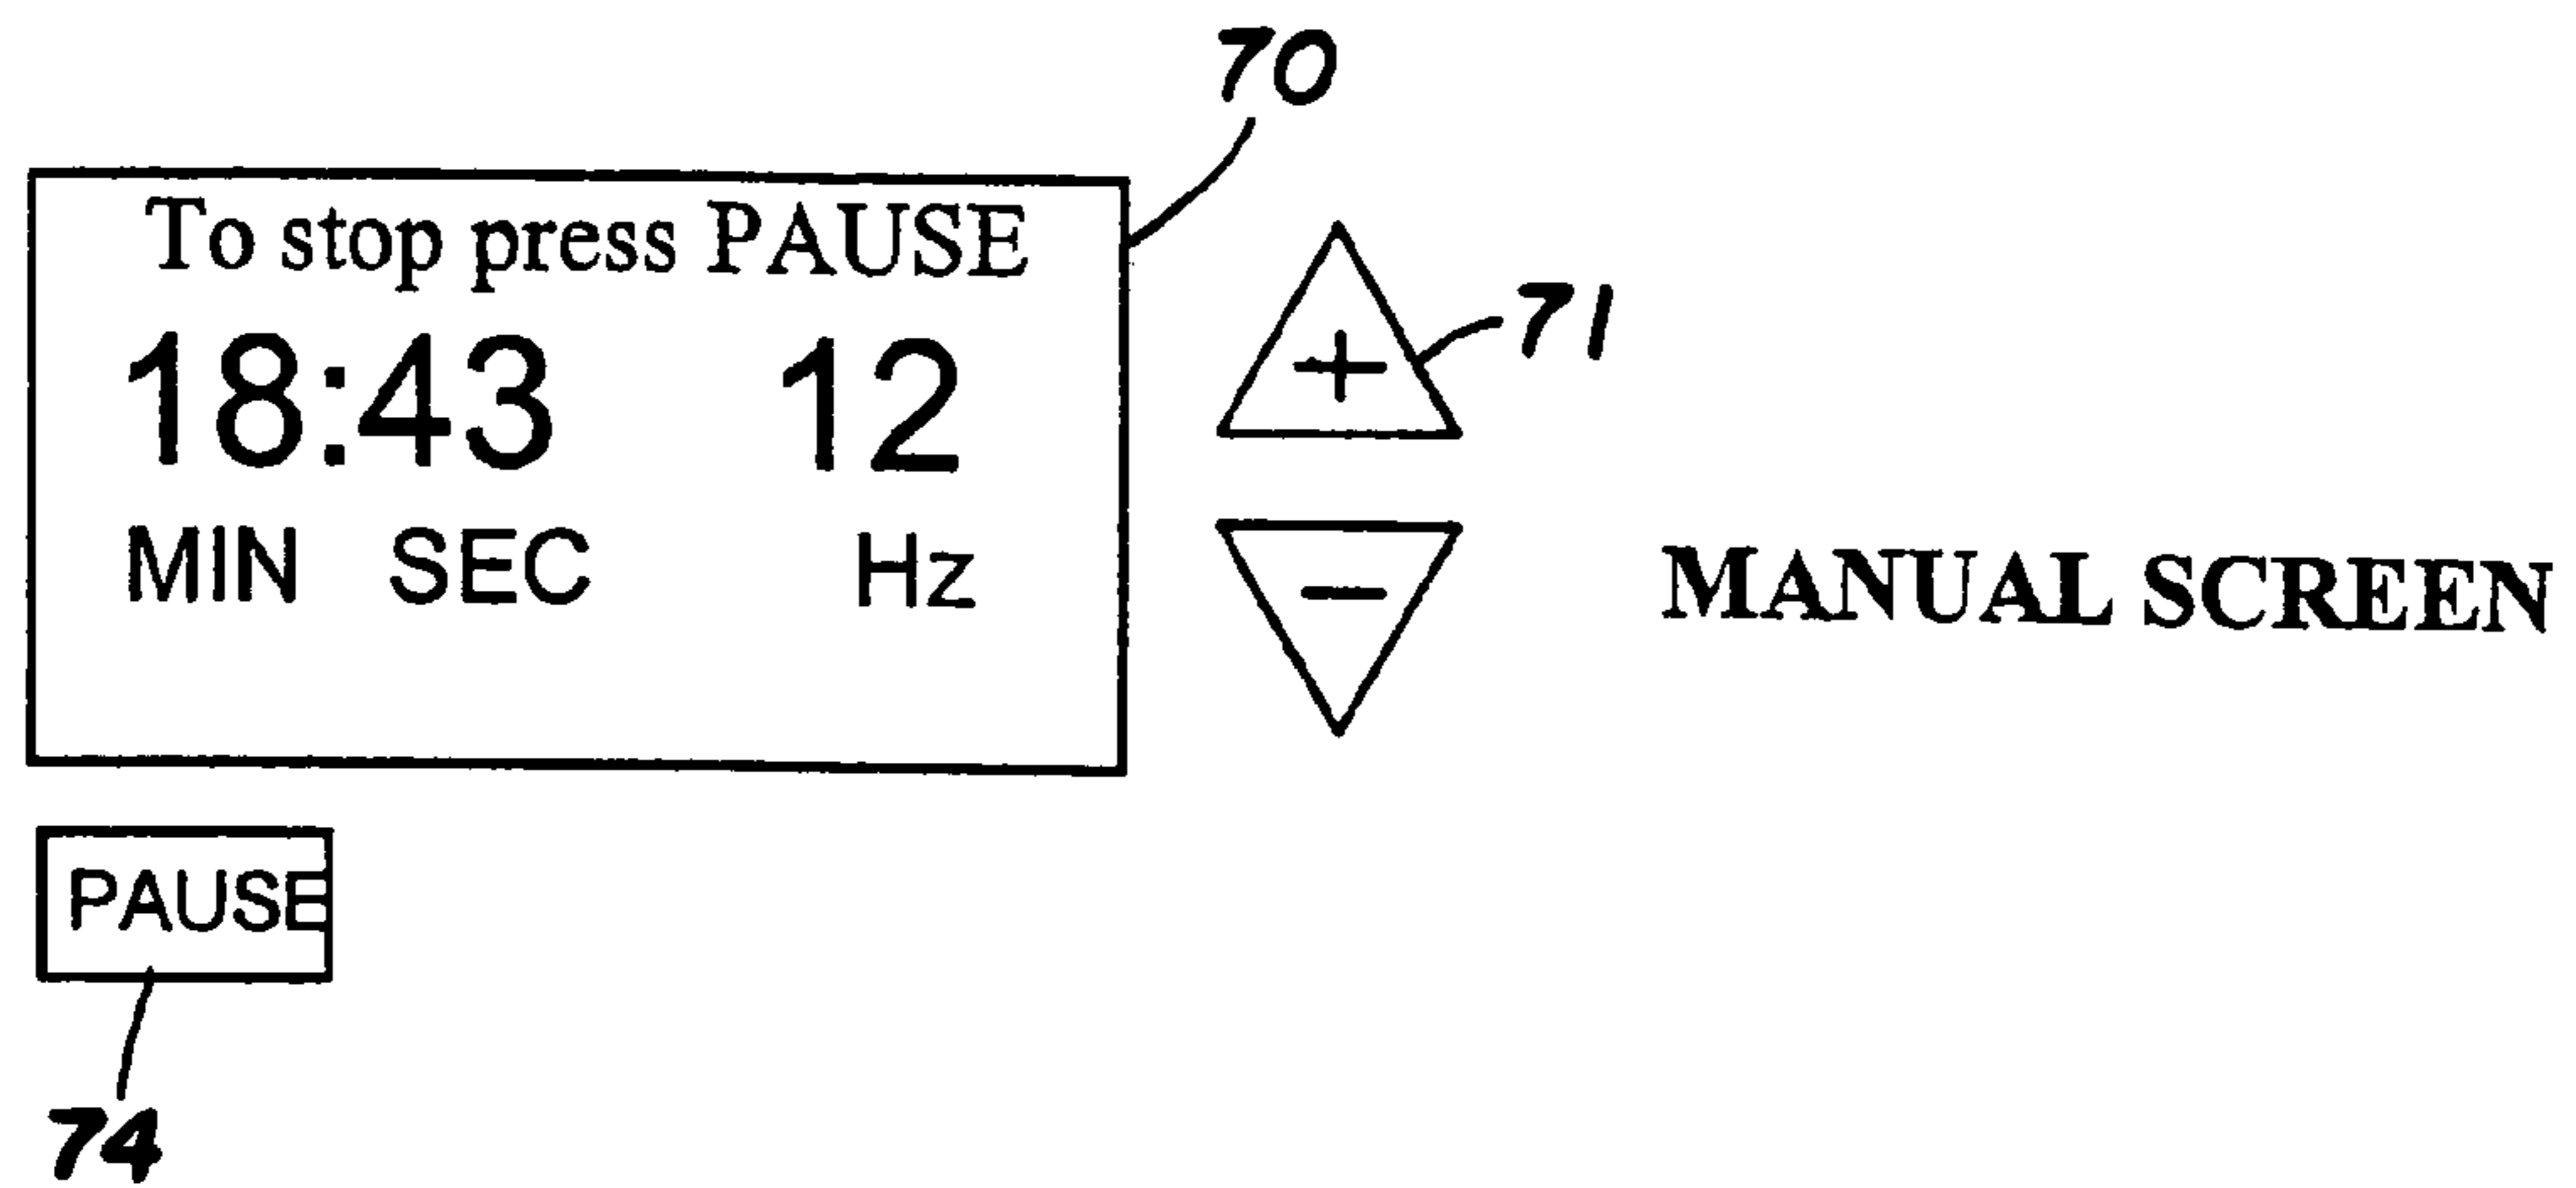 70
To stop press PAUSE
71
+
18:43 12
MIN SEC Hz
−
MANUAL SCREEN
PAUSE
74